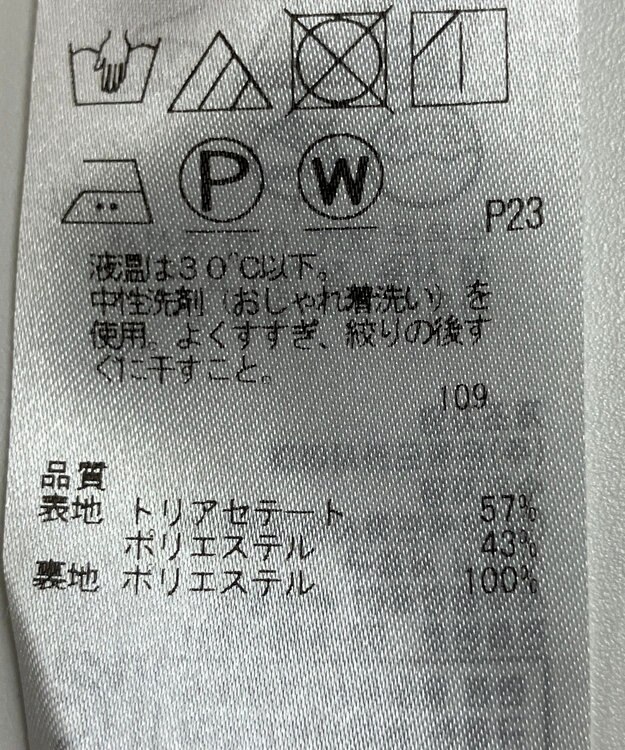 P
W
P23
液温は30℃以下。
中性洗剤(おしゃれ着洗い)を
使用。よくすすぎ、絞りの後す
ぐに干すこと。
109
品質
表地 トリアセテート 57%
ポリエステル 43%
裏地 ポリエステル 100%